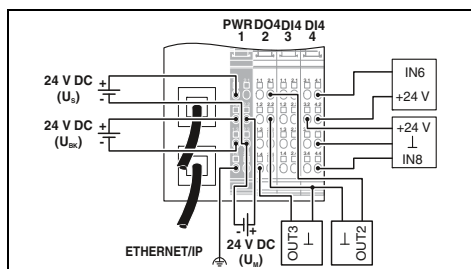 PWR DO4 DI4 DI4
1 2 3 4
24 V DC
(US)
+
-
IN6
+24 V
24 V DC
(UBK)
+
-
+24 V
⊥
IN8
ETHERNET/IP
- +
24 V DC
(UM)
OUT3
⊥
⊥
OUT2